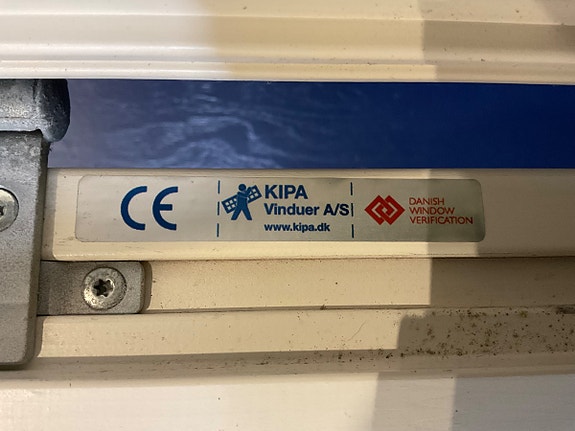 CE
KIPA
Vinduer A/S
www.kipa.dk
DANISH
WINDOW
VERIFICATION